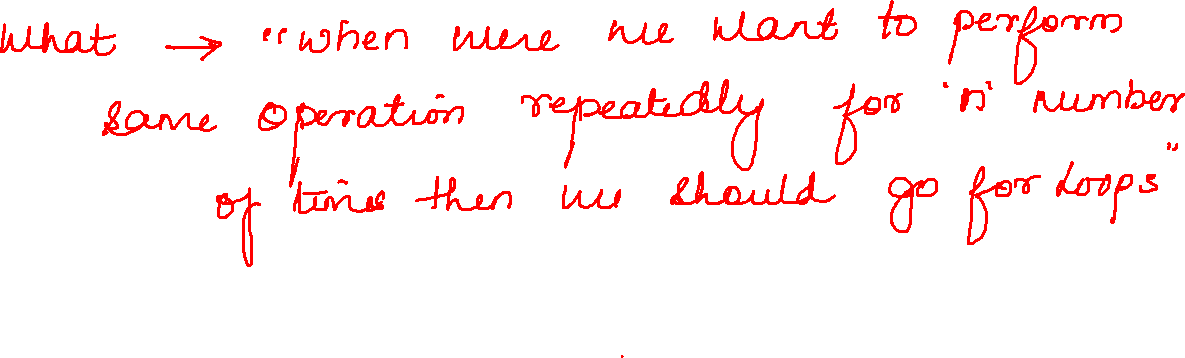 What → "when were we want to perform
same operation repeatedly for 'n' number
of times then we should go for Loops"